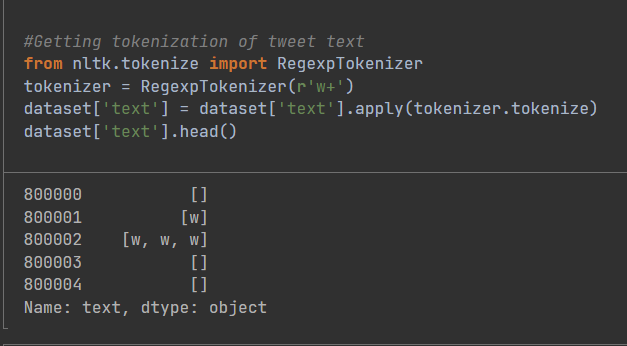 #Getting tokenization of tweet text
from nltk.tokenize import RegexpTokenizer
tokenizer = RegexpTokenizer(r'w+')
dataset['text'] = dataset['text'].apply(tokenizer.tokenize)
dataset['text'].head()
800000           []
800001          [w]
800002    [w, w, w]
800003           []
800004           []
Name: text, dtype: object